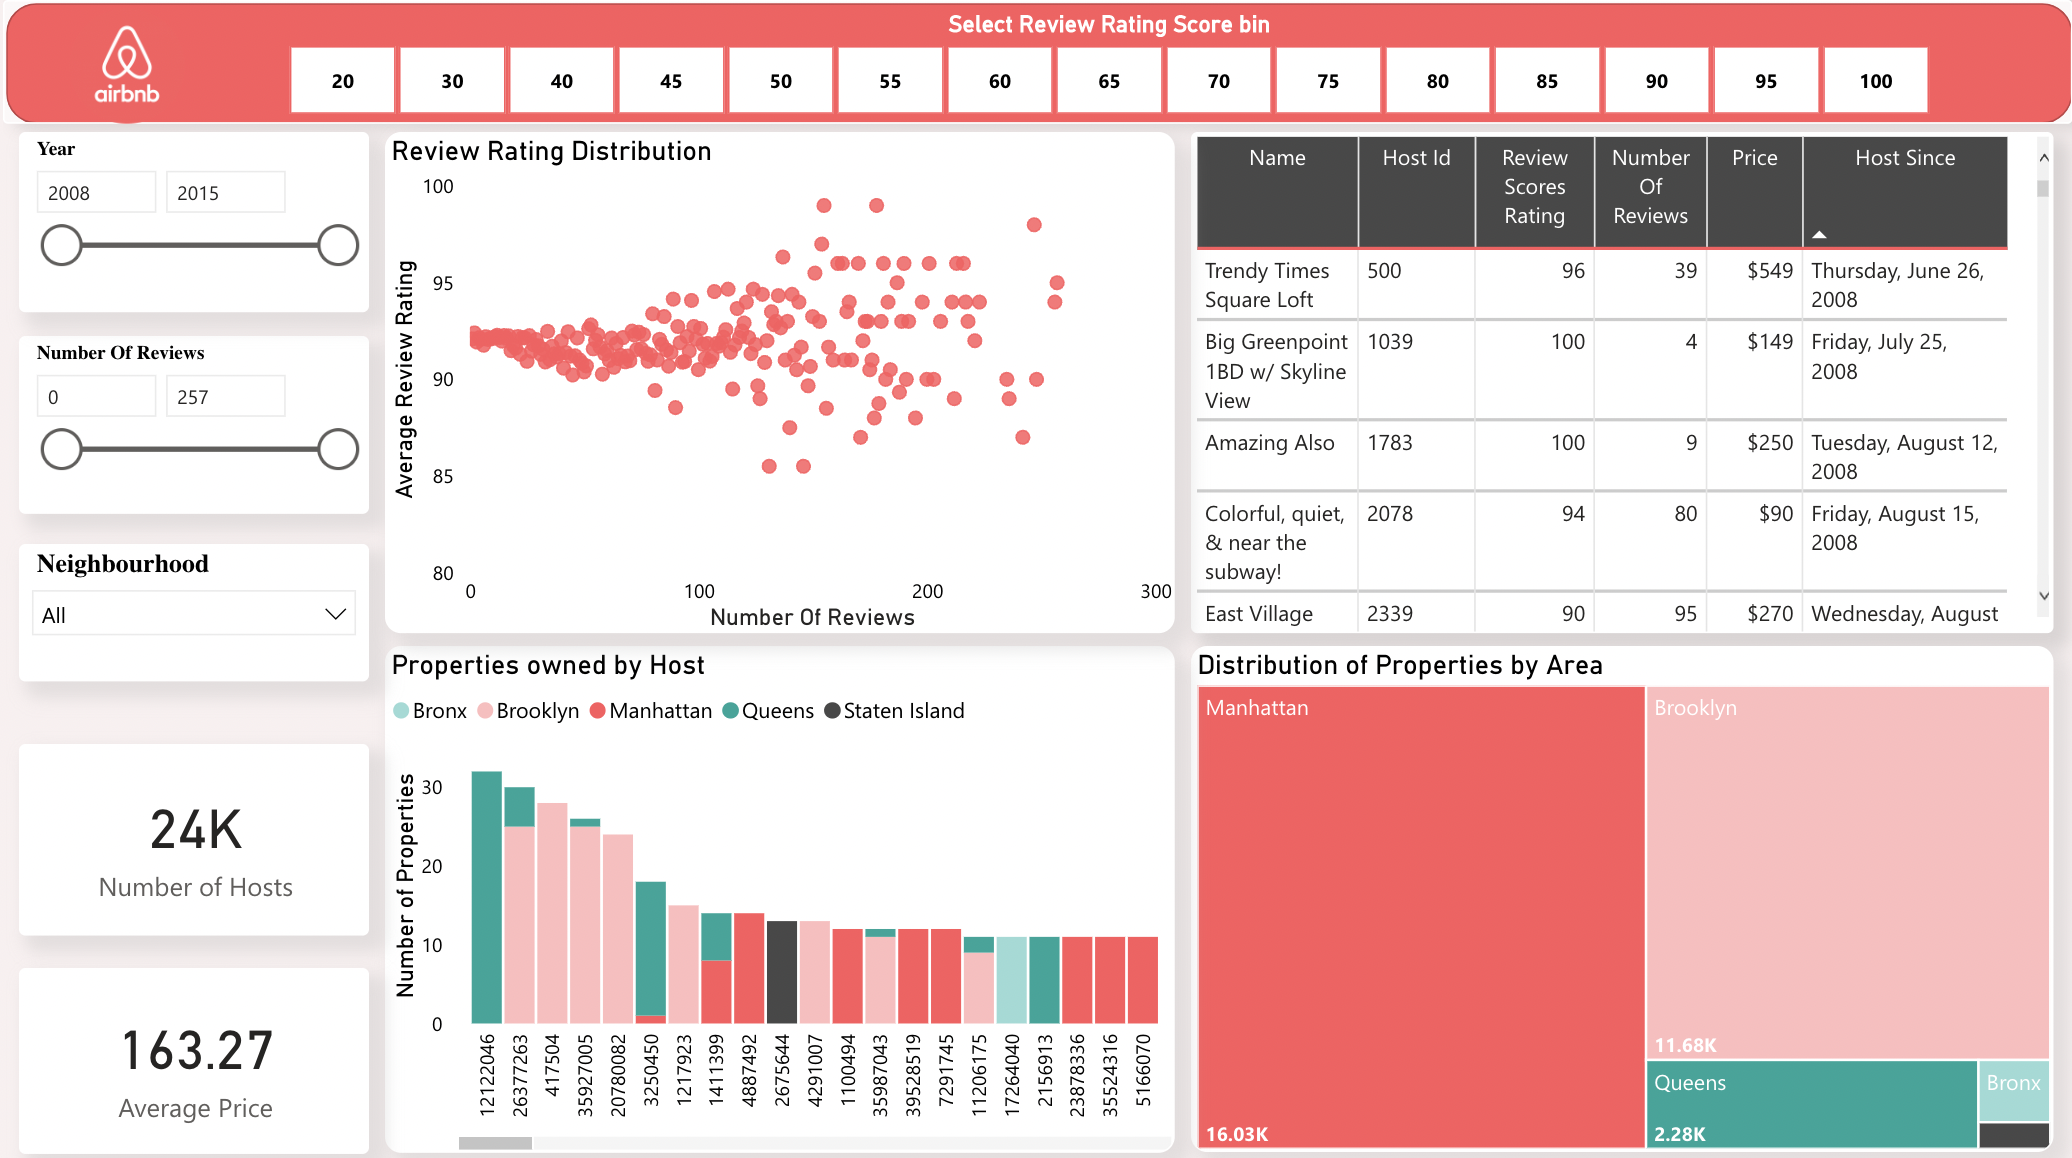 airbnb
Select Review Rating Score bin
20 30 40 45 50 55 60 65 70 75 80 85 90 95 100
Year
2008 2015
Number Of Reviews
0 257
Neighbourhood
All
24K
Number of Hosts
163.27
Average Price
Review Rating Distribution
Average Review Rating
100
95
90
85
80
0 100 200 300
Number Of Reviews
Name Host Id Review Scores Rating Number Of Reviews Price Host Since
Trendy Times 500 96 39 $549 Thursday, June 26,
Square Loft 2008
Big Greenpoint 1039 100 4 $149 Friday, July 25,
1BD w/ Skyline 2008
View
Amazing Also 1783 100 9 $250 Tuesday, August 12,
2008
Colorful, quiet, 2078 94 80 $90 Friday, August 15,
& near the 2008
subway!
East Village 2339 90 95 $270 Wednesday, August
Properties owned by Host
Bronx Brooklyn Manhattan Queens Staten Island
Number of Properties
30
20
10
0
12122046
26377263
417504
35927005
20780082
3250450
1217923
1411399
4887492
2675644
4291007
1100494
35987043
39528519
7291745
11206175
17264040
2156913
23878336
35524316
5166070
Distribution of Properties by Area
Manhattan
16.03K
Brooklyn
11.68K
Queens
2.28K
Bronx